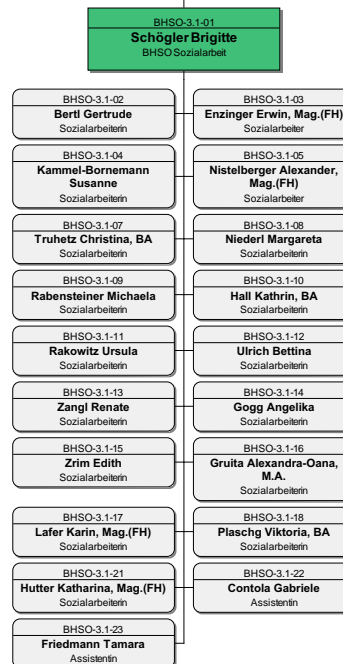 BHSO-3.1-01
Schögler Brigitte
BHSO Sozialarbeit
BHSO-3.1-02
Bertl Gertrude
Sozialarbeiterin
BHSO-3.1-03
Enzinger Erwin, Mag.(FH)
Sozialarbeiter
BHSO-3.1-04
Kammel-Bornemann
Susanne
Sozialarbeiterin
BHSO-3.1-05
Nistelberger Alexander,
Mag.(FH)
Sozialarbeiter
BHSO-3.1-07
Truhetz Christina, BA
Sozialarbeiterin
BHSO-3.1-08
Niederl Margareta
Sozialarbeiterin
BHSO-3.1-09
Rabensteiner Michaela
Sozialarbeiterin
BHSO-3.1-10
Hall Kathrin, BA
Sozialarbeiterin
BHSO-3.1-11
Rakowitz Ursula
Sozialarbeiterin
BHSO-3.1-12
Ulrich Bettina
Sozialarbeiterin
BHSO-3.1-13
Zangl Renate
Sozialarbeiterin
BHSO-3.1-14
Gogg Angelika
Sozialarbeiterin
BHSO-3.1-15
Zrim Edith
Sozialarbeiterin
BHSO-3.1-16
Gruita Alexandra-Oana,
M.A.
Sozialarbeiterin
BHSO-3.1-17
Lafer Karin, Mag.(FH)
Sozialarbeiterin
BHSO-3.1-18
Plaschg Viktoria, BA
Sozialarbeiterin
BHSO-3.1-21
Hutter Katharina, Mag.(FH)
Sozialarbeiterin
BHSO-3.1-22
Contola Gabriele
Assistentin
BHSO-3.1-23
Friedmann Tamara
Assistentin